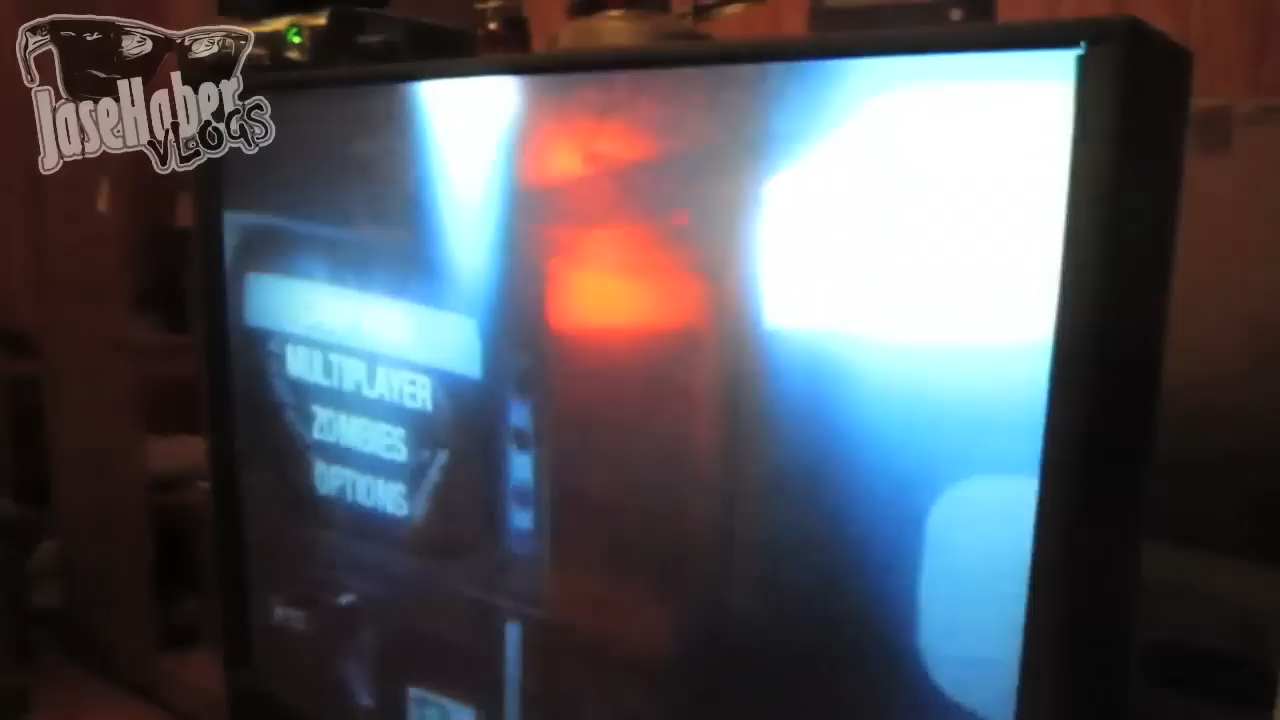 JaseHaber
VLOGS
MULTIPLAYER
ZOMBIES
OPTIONS